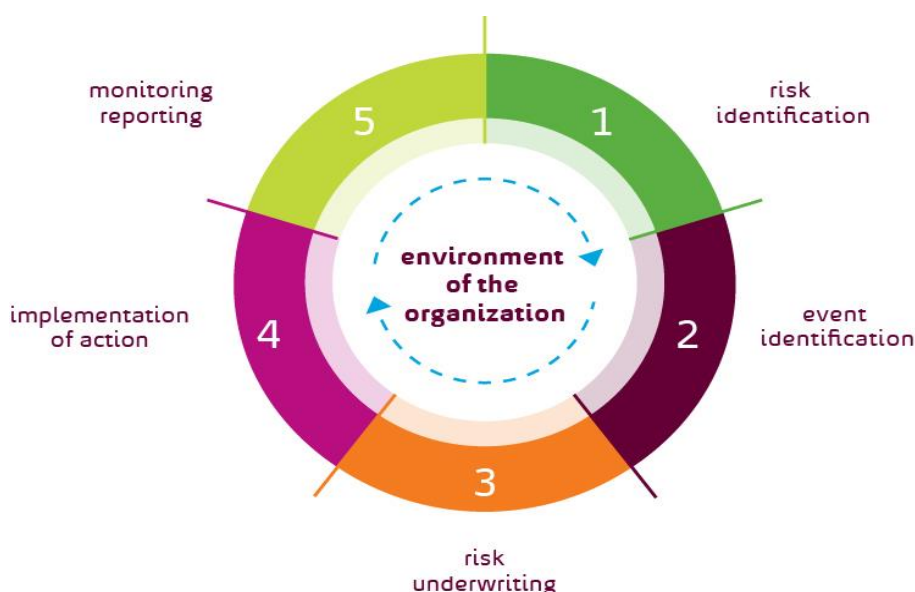 1
risk
identification
2
event
identification
3
risk
underwriting
4
implementation
of action
5
monitoring
reporting
environment
of the
organization